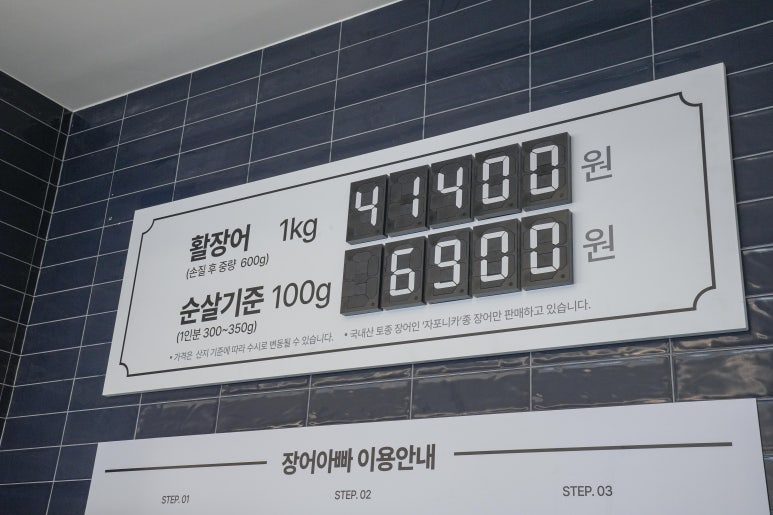 활장어 1kg 41400 원
(손질 후 중량 600g)
순살기준 100g 6900 원
(1인분 300~350g)
• 가격은 산지 기준에 따라 수시로 변동될 수 있습니다. • 국내산 토종 장어인 '자포니카'종 장어만 판매하고 있습니다.
장어아빠 이용안내
STEP. 01 STEP. 02 STEP. 03